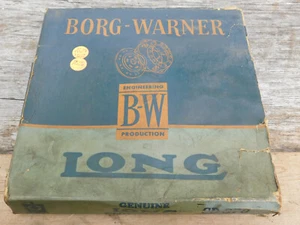 BORG-WARNER
ENGINEERING
B-W
PRODUCTION
LONG
GENUINE